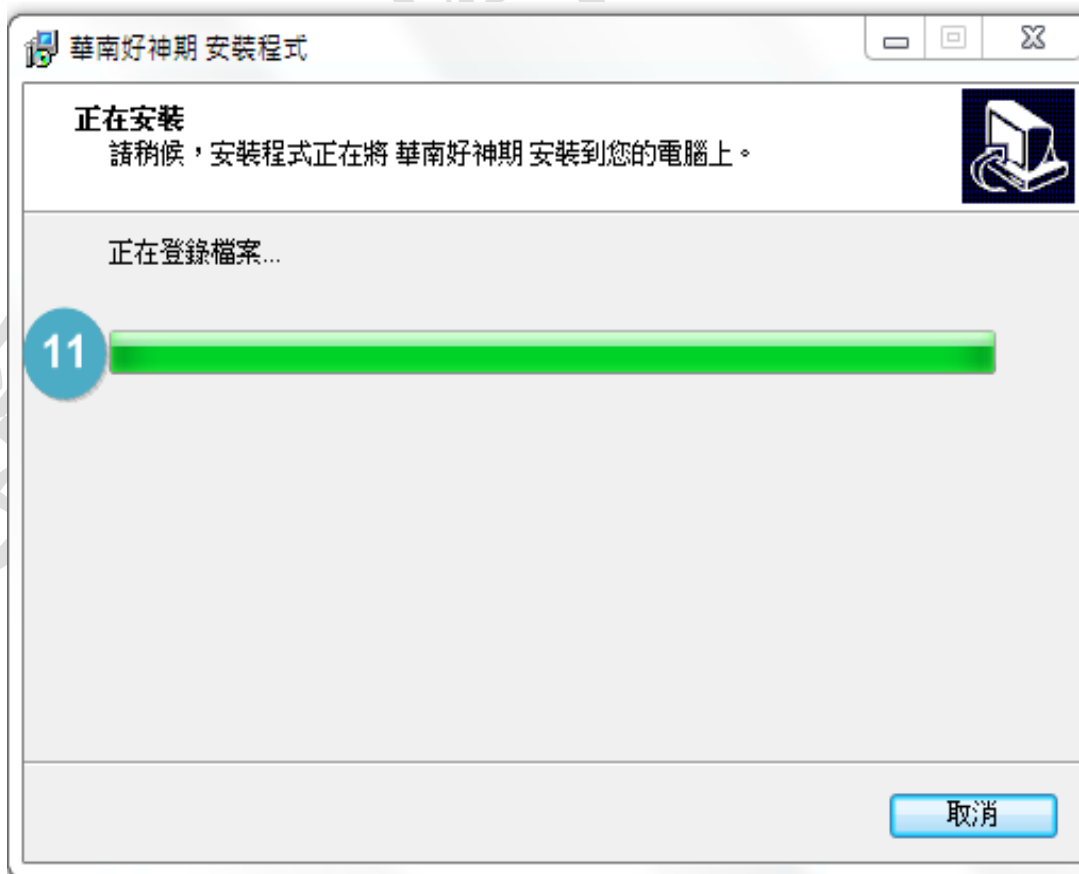 華南好神期 安裝程式
正在安裝
請稍候，安裝程式正在將 華南好神期 安裝到您的電腦上。
正在登錄檔案...
11
取消